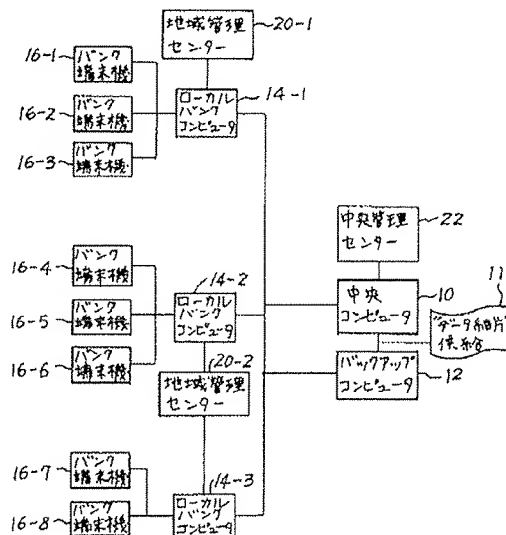 地域管理
センター
20-1
16-1
バンク
端末機
16-2
バンク
端末機
16-3
バンク
端末機
ローカル
バンク
コンピュータ
14-1
中央管理
センター
22
16-4
バンク
端末機
16-5
バンク
端末機
16-6
バンク
端末機
14-2
ローカル
バンク
コンピュータ
中央
コンピュータ
10
11
"データ細片"
供給
20-2
地域管理
センター
バックアップ
コンピュータ
12
16-7
バンク
端末機
16-8
バンク
端末機
14-3
ローカル
バンク
コンピュータ